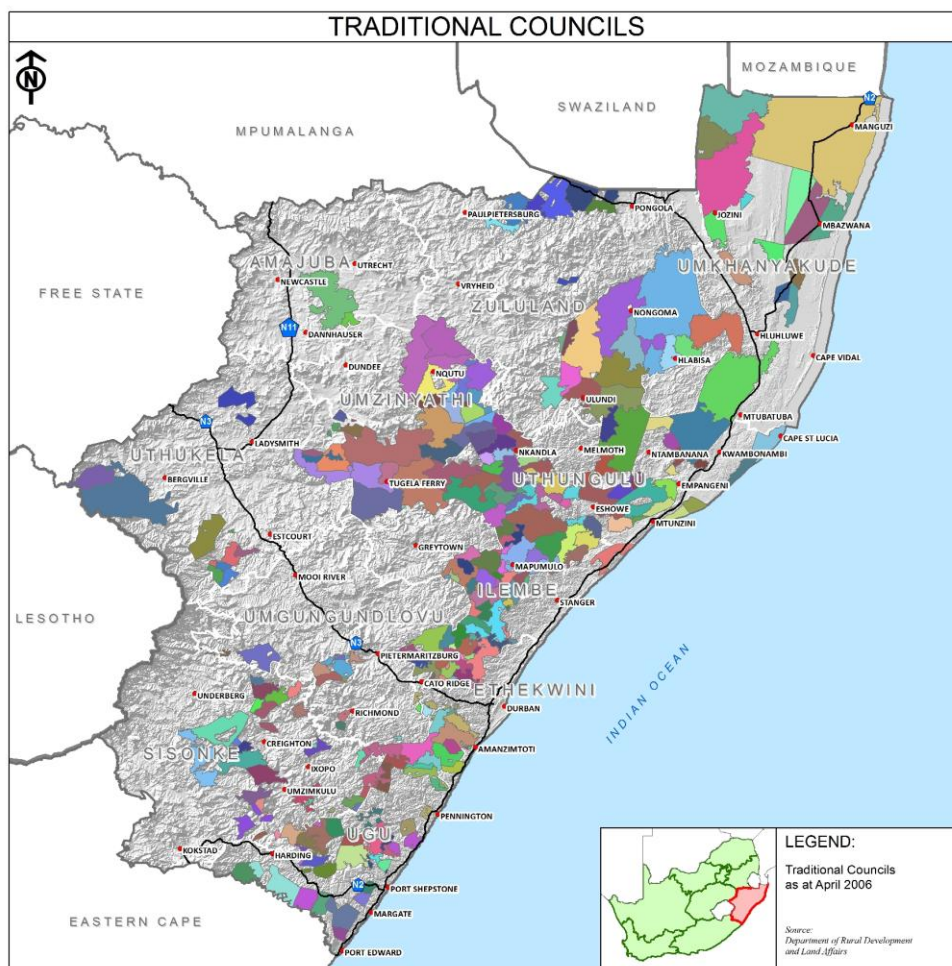 TRADITIONAL COUNCILS
N
MOZAMBIQUE
SWAZILAND
N2
MPUMALANGA
MANGUZI
PAULPIETERSBURG
PONGOLA
JOZINI
MBAZWANA
AMAJUBA
UTRECHT
UMKHANYAKUDE
NEWCASTLE
VRYHEID
FREE STATE
ZULULAND
NONGOMA
N11
DANNHAUSER
HLUHLUWE
HLABISA
CAPE VIDAL
DUNDEE
NQUTU
UMZINYATHI
ULUNDI
MTUBATUBA
N3
LADYSMITH
CAPE ST LUCIA
UTHUKELA
NKANDLA
MELMOTH
NTAMBANANA
KWAMBONAMBI
BERGVILLE
TUGELA FERRY
UTHUNGULU
EMPANGENI
ESHOWE
MTUNZINI
ESTCOURT
GREYTOWN
MAPUMULO
MOOI RIVER
ILEMBE
STANGER
LESOTHO
UMGUNGUNDLOVU
N3
PIETERMARITZBURG
CATO RIDGE
UNDERBERG
ETHEKWINI
DURBAN
RICHMOND
INDIAN OCEAN
SISONKE
CREIGHTON
AMANZIMTOTI
IXOPO
UMZIMKULU
PENNINGTON
UGU
KOKSTAD
HARDING
N2
PORT SHEPSTONE
MARGATE
EASTERN CAPE
PORT EDWARD
LEGEND:
Traditional Councils
as at April 2006
Source:
Department of Rural Development
and Land Affairs